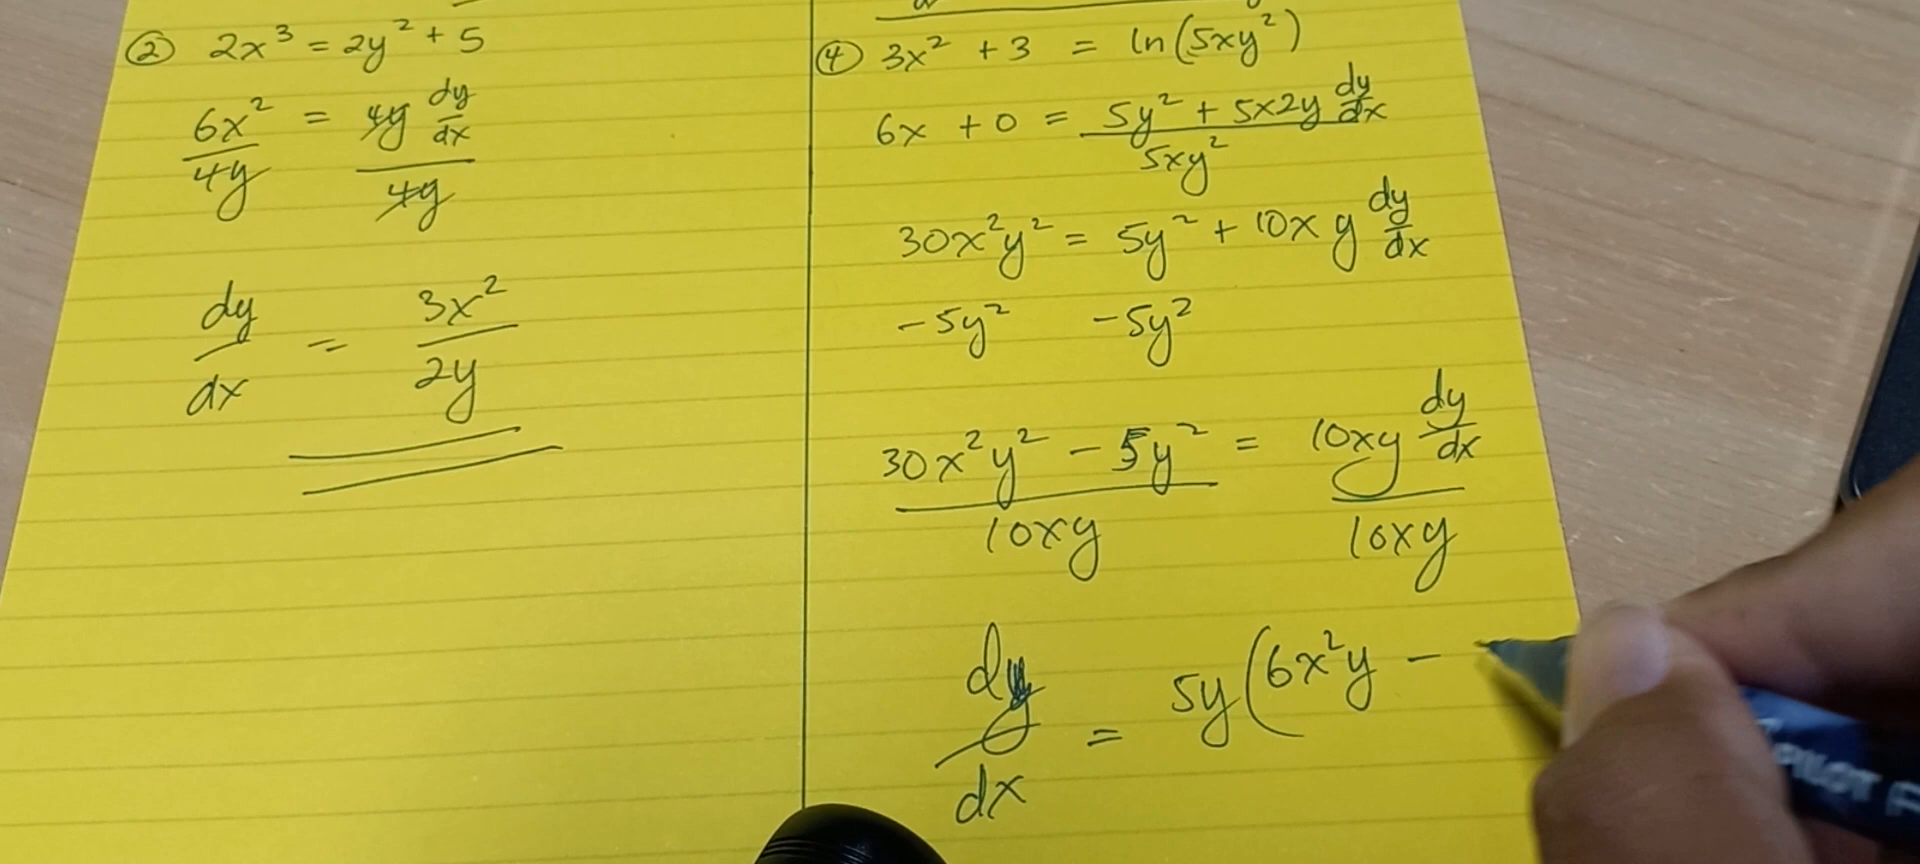 ② 2x³ = 2y² + 5
6x² = 4y dy/dx
4y 4y
dy/dx = 3x²/2y
④ 3x² + 3 = ln(5xy²)
6x + 0 = 5y² + 5x2y dy/dx
5xy²
30x²y² = 5y² + 10xy dy/dx
-5y² -5y²
30x²y² - 5y² = 10xy dy/dx
10xy 10xy
dy/dx = 5y(6x²y -
PILOT